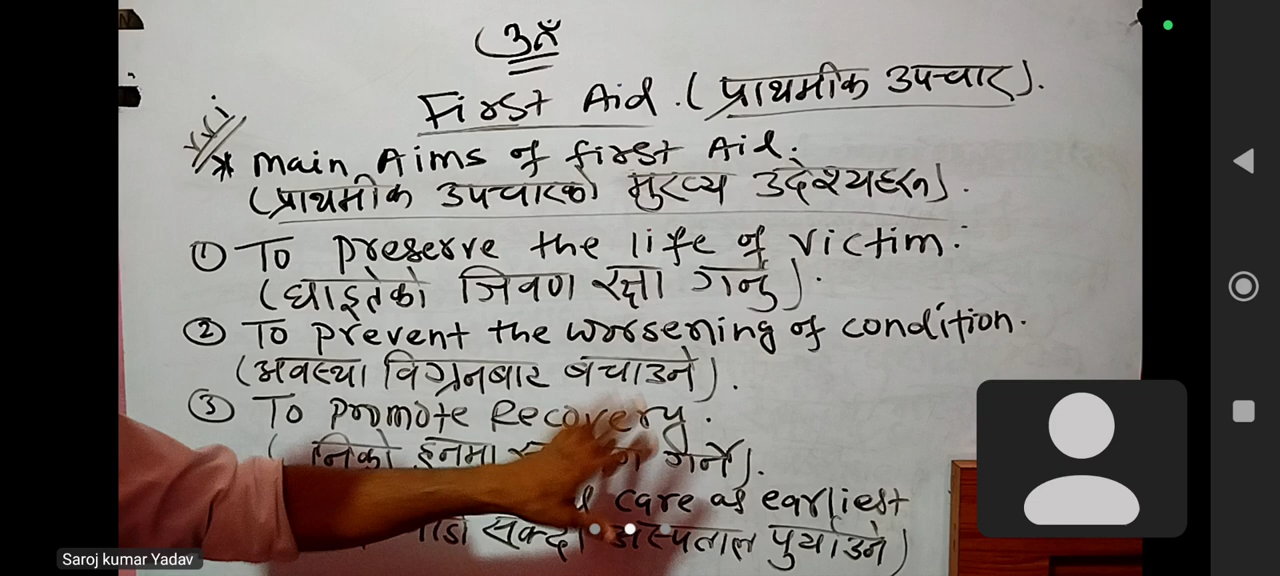 First Aid. (प्राथमीक उपचार).
* Main Aims of first Aid.
(प्राथमीक उपचारको मुख्य उदेश्यहरु).
① To preserve the life of victim.
(घाइतेको जिवण रक्षा गर्नु).
② To prevent the worsening of condition.
(अवस्था विग्रनबाट बचाउने).
③ To promote Recovery.
(निको हुनमा गर्ने).
care as earliest
सक्दो अस्पताल पुर्याउने)
Saroj kumar Yadav